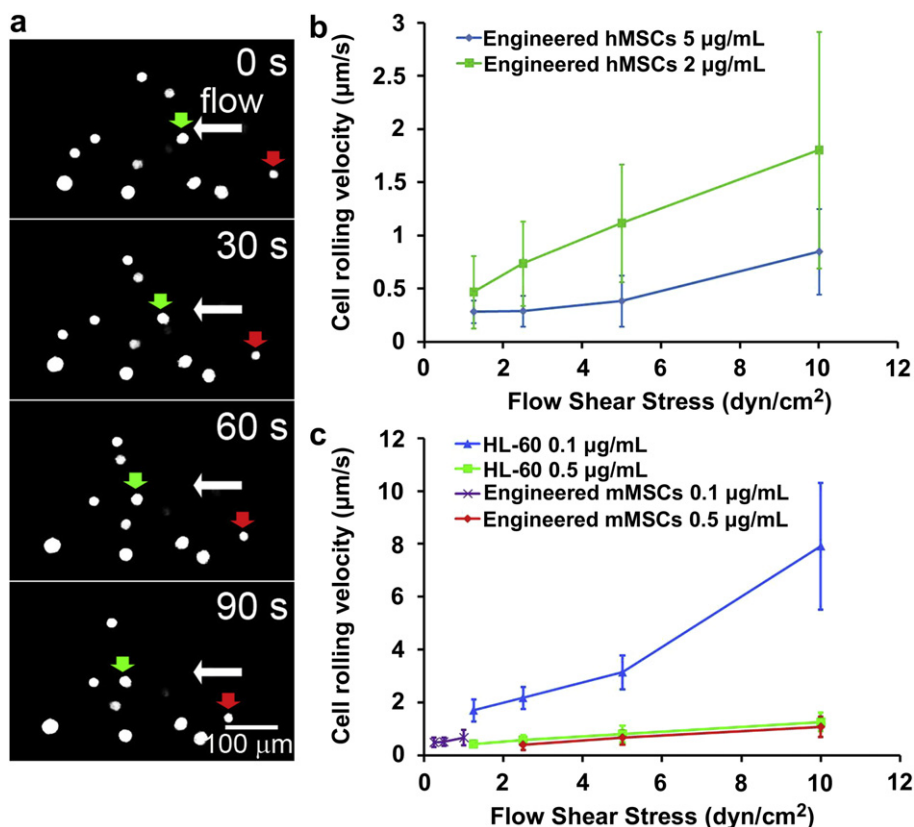 a
0 s
flow
30 s
60 s
90 s
100 µm
b
Engineered hMSCs 5 µg/mL
Engineered hMSCs 2 µg/mL
Cell rolling velocity (µm/s)
3
2.5
2
1.5
1
0.5
0
0 2 4 6 8 10 12
Flow Shear Stress (dyn/cm²)
c
HL-60 0.1 µg/mL
HL-60 0.5 µg/mL
Engineered mMSCs 0.1 µg/mL
Engineered mMSCs 0.5 µg/mL
Cell rolling velocity (µm/s)
12
10
8
6
4
2
0
0 2 4 6 8 10 12
Flow Shear Stress (dyn/cm²)